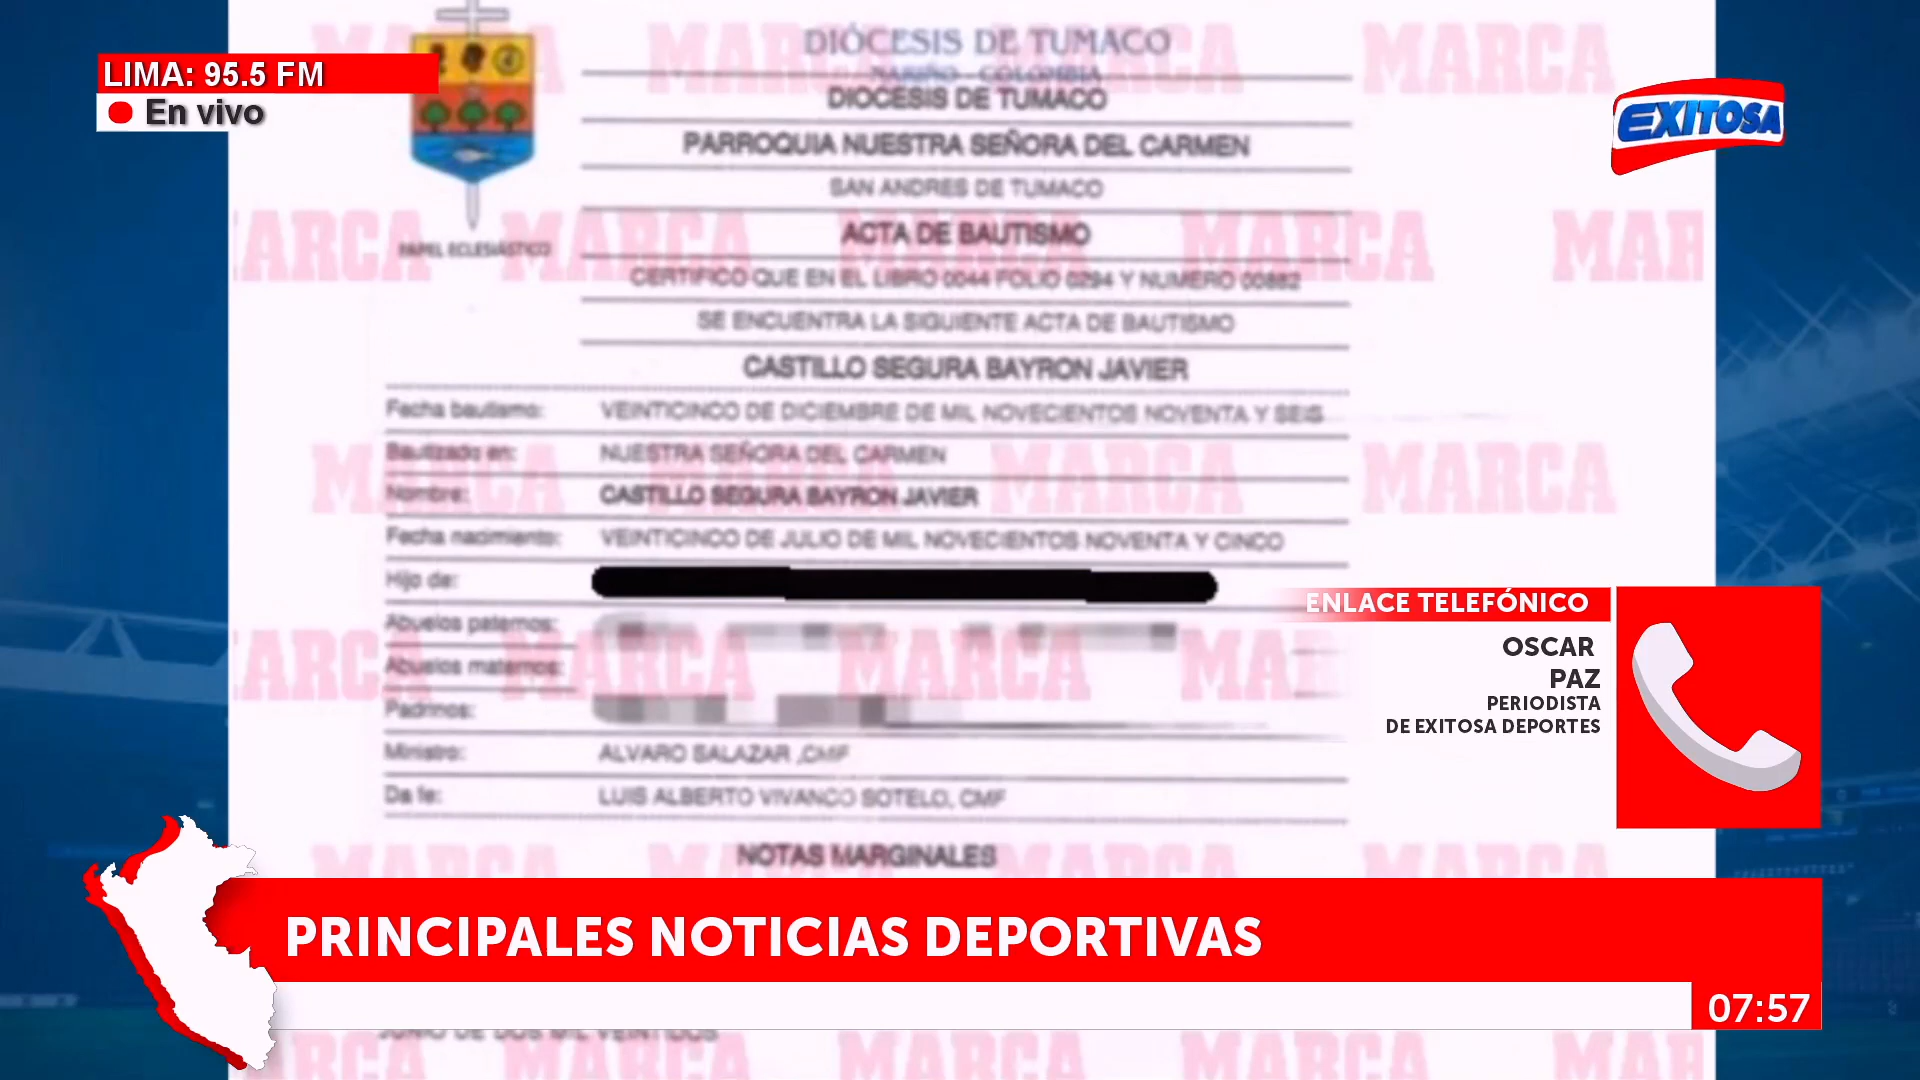 LIMA: 95.5 FM
En vivo
EXITOSA
DIÓCESIS DE TUMACO
NARIÑO - COLOMBIA
DIOCESIS DE TUMACO
PARROQUIA NUESTRA SEÑORA DEL CARMEN
SAN ANDRES DE TUMACO
PAPEL ECLESIASTICO
ACTA DE BAUTISMO
CERTIFICO QUE EN EL LIBRO 0044 FOLIO 0294 Y NUMERO 00882
SE ENCUENTRA LA SIGUIENTE ACTA DE BAUTISMO
CASTILLO SEGURA BAYRON JAVIER
Fecha bautismo: VEINTICINCO DE DICIEMBRE DE MIL NOVECIENTOS NOVENTA Y SEIS
Bautizado en: NUESTRA SEÑORA DEL CARMEN
Nombre: CASTILLO SEGURA BAYRON JAVIER
Fecha nacimiento: VEINTICINCO DE JULIO DE MIL NOVECIENTOS NOVENTA Y CINCO
Hijo de:
Abuelos paternos:
Abuelos maternos:
Padrinos:
Ministro: ALVARO SALAZAR ,CMF
Da fe: LUIS ALBERTO VIVANCO SOTELO, CMF
NOTAS MARGINALES
JUNIO DE DOS MIL VEINTIDOS
MARCA
ENLACE TELEFÓNICO
OSCAR
PAZ
PERIODISTA
DE EXITOSA DEPORTES
PRINCIPALES NOTICIAS DEPORTIVAS
07:57